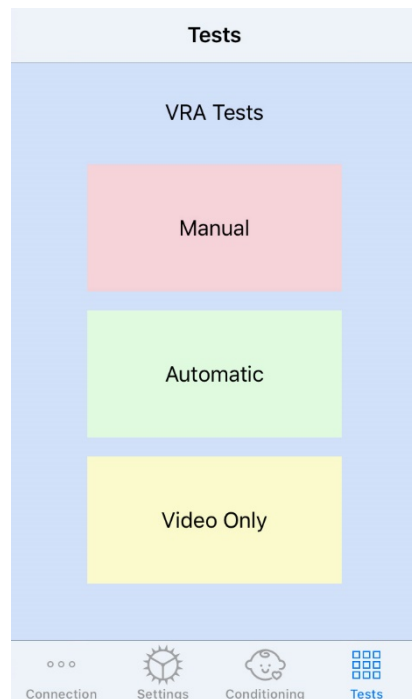 Tests
VRA Tests
Manual
Automatic
Video Only
Connection Settings Conditioning Tests